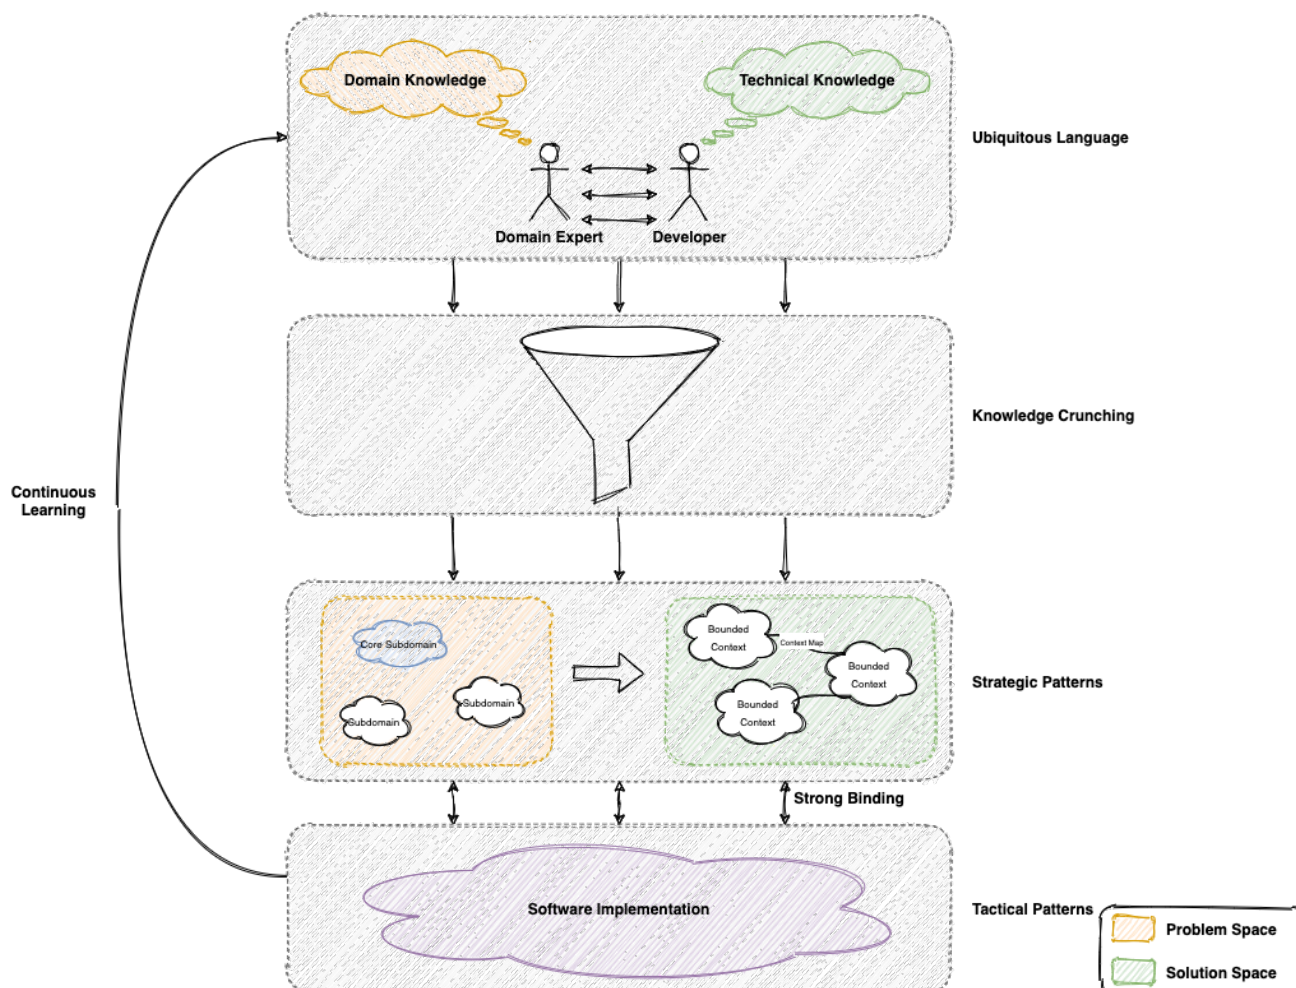 Domain Knowledge
Technical Knowledge
Ubiquitous Language
Domain Expert
Developer
Knowledge Crunching
Continuous
Learning
Core Subdomain
Subdomain
Subdomain
Bounded
Context
Context Map
Bounded
Context
Bounded
Context
Strategic Patterns
Strong Binding
Software Implementation
Tactical Patterns
Problem Space
Solution Space